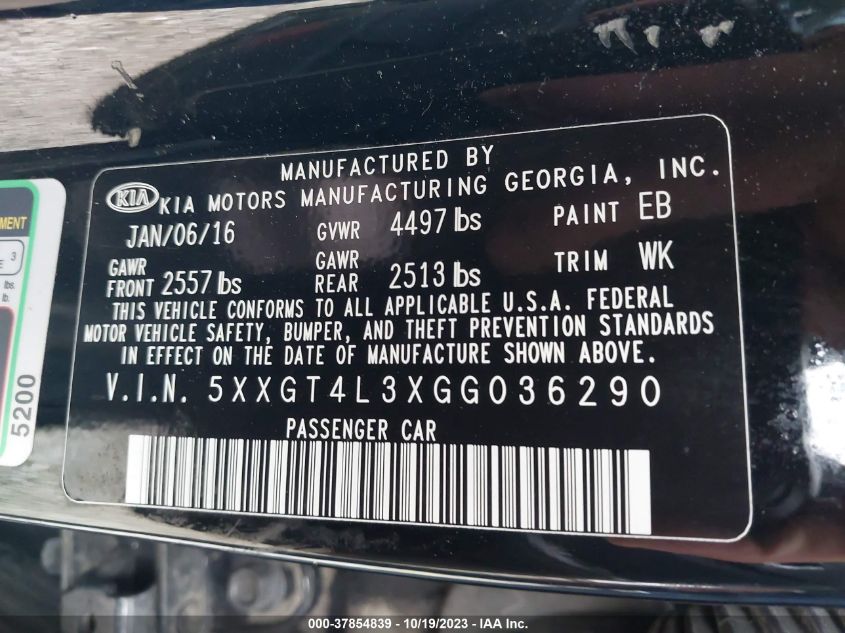 MANUFACTURED BY
KIA KIA MOTORS MANUFACTURING GEORGIA, INC.
JAN/06/16 GVWR 4497 lbs PAINT EB
GAWR FRONT 2557 lbs GAWR REAR 2513 lbs TRIM WK
THIS VEHICLE CONFORMS TO ALL APPLICABLE U.S.A. FEDERAL
MOTOR VEHICLE SAFETY, BUMPER, AND THEFT PREVENTION STANDARDS
IN EFFECT ON THE DATE OF MANUFACTURE SHOWN ABOVE.
V.I.N. 5XXGT4L3XGG036290
PASSENGER CAR
MENT
3
lbs.
lb.
5200
000-37854839 - 10/19/2023 - IAA Inc.